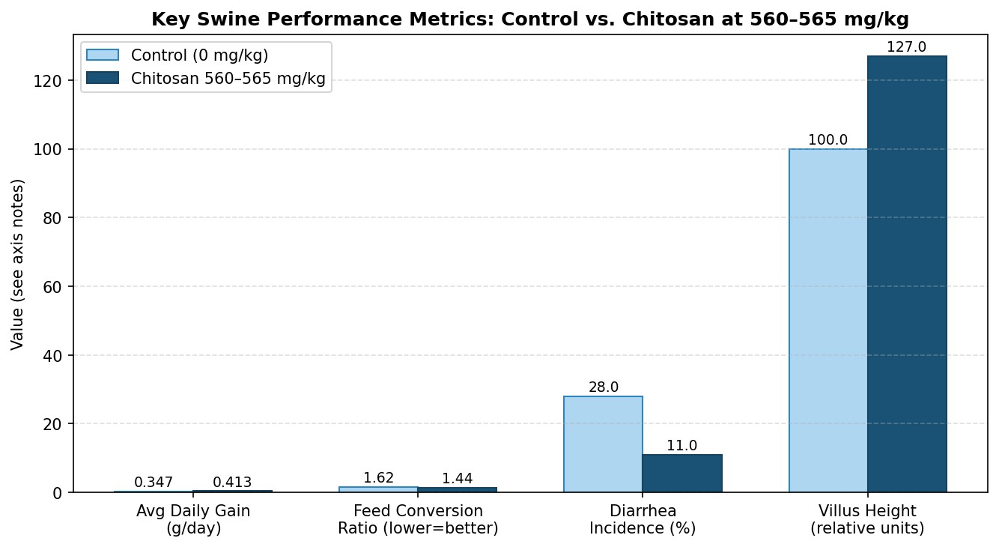 Key Swine Performance Metrics: Control vs. Chitosan at 560–565 mg/kg
Control (0 mg/kg)
Chitosan 560–565 mg/kg
Value (see axis notes)
120
100
80
60
40
20
0
0.347
0.413
1.62
1.44
28.0
11.0
100.0
127.0
Avg Daily Gain
(g/day)
Feed Conversion
Ratio (lower=better)
Diarrhea
Incidence (%)
Villus Height
(relative units)